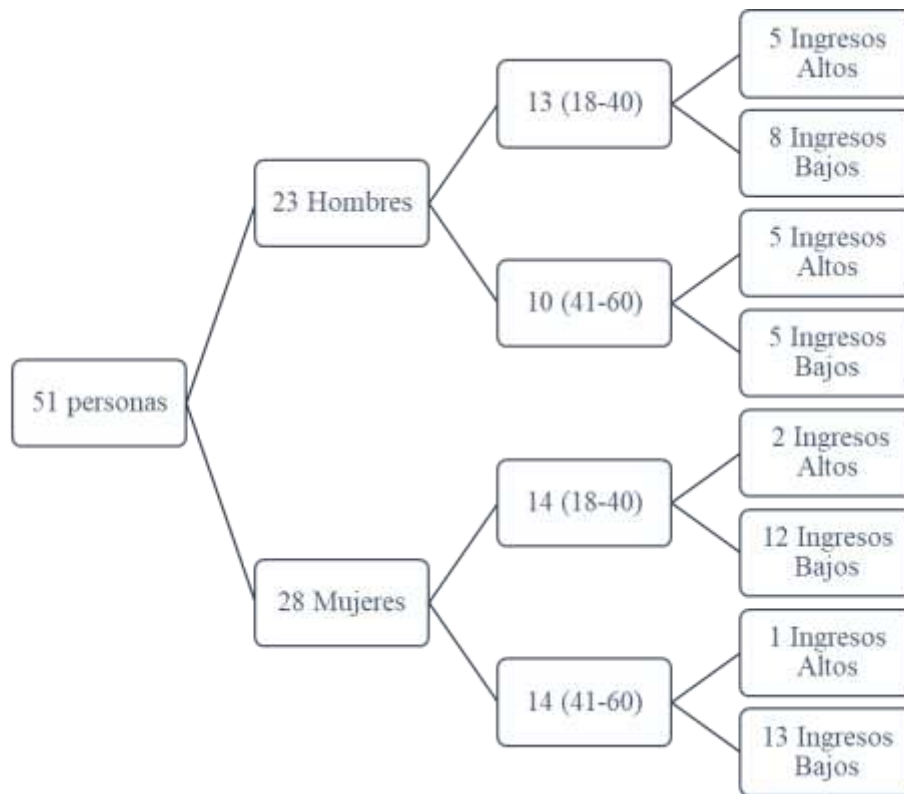 51 personas
23 Hombres
13 (18-40)
5 Ingresos
Altos
8 Ingresos
Bajos
10 (41-60)
5 Ingresos
Altos
5 Ingresos
Bajos
28 Mujeres
14 (18-40)
2 Ingresos
Altos
12 Ingresos
Bajos
14 (41-60)
1 Ingresos
Altos
13 Ingresos
Bajos